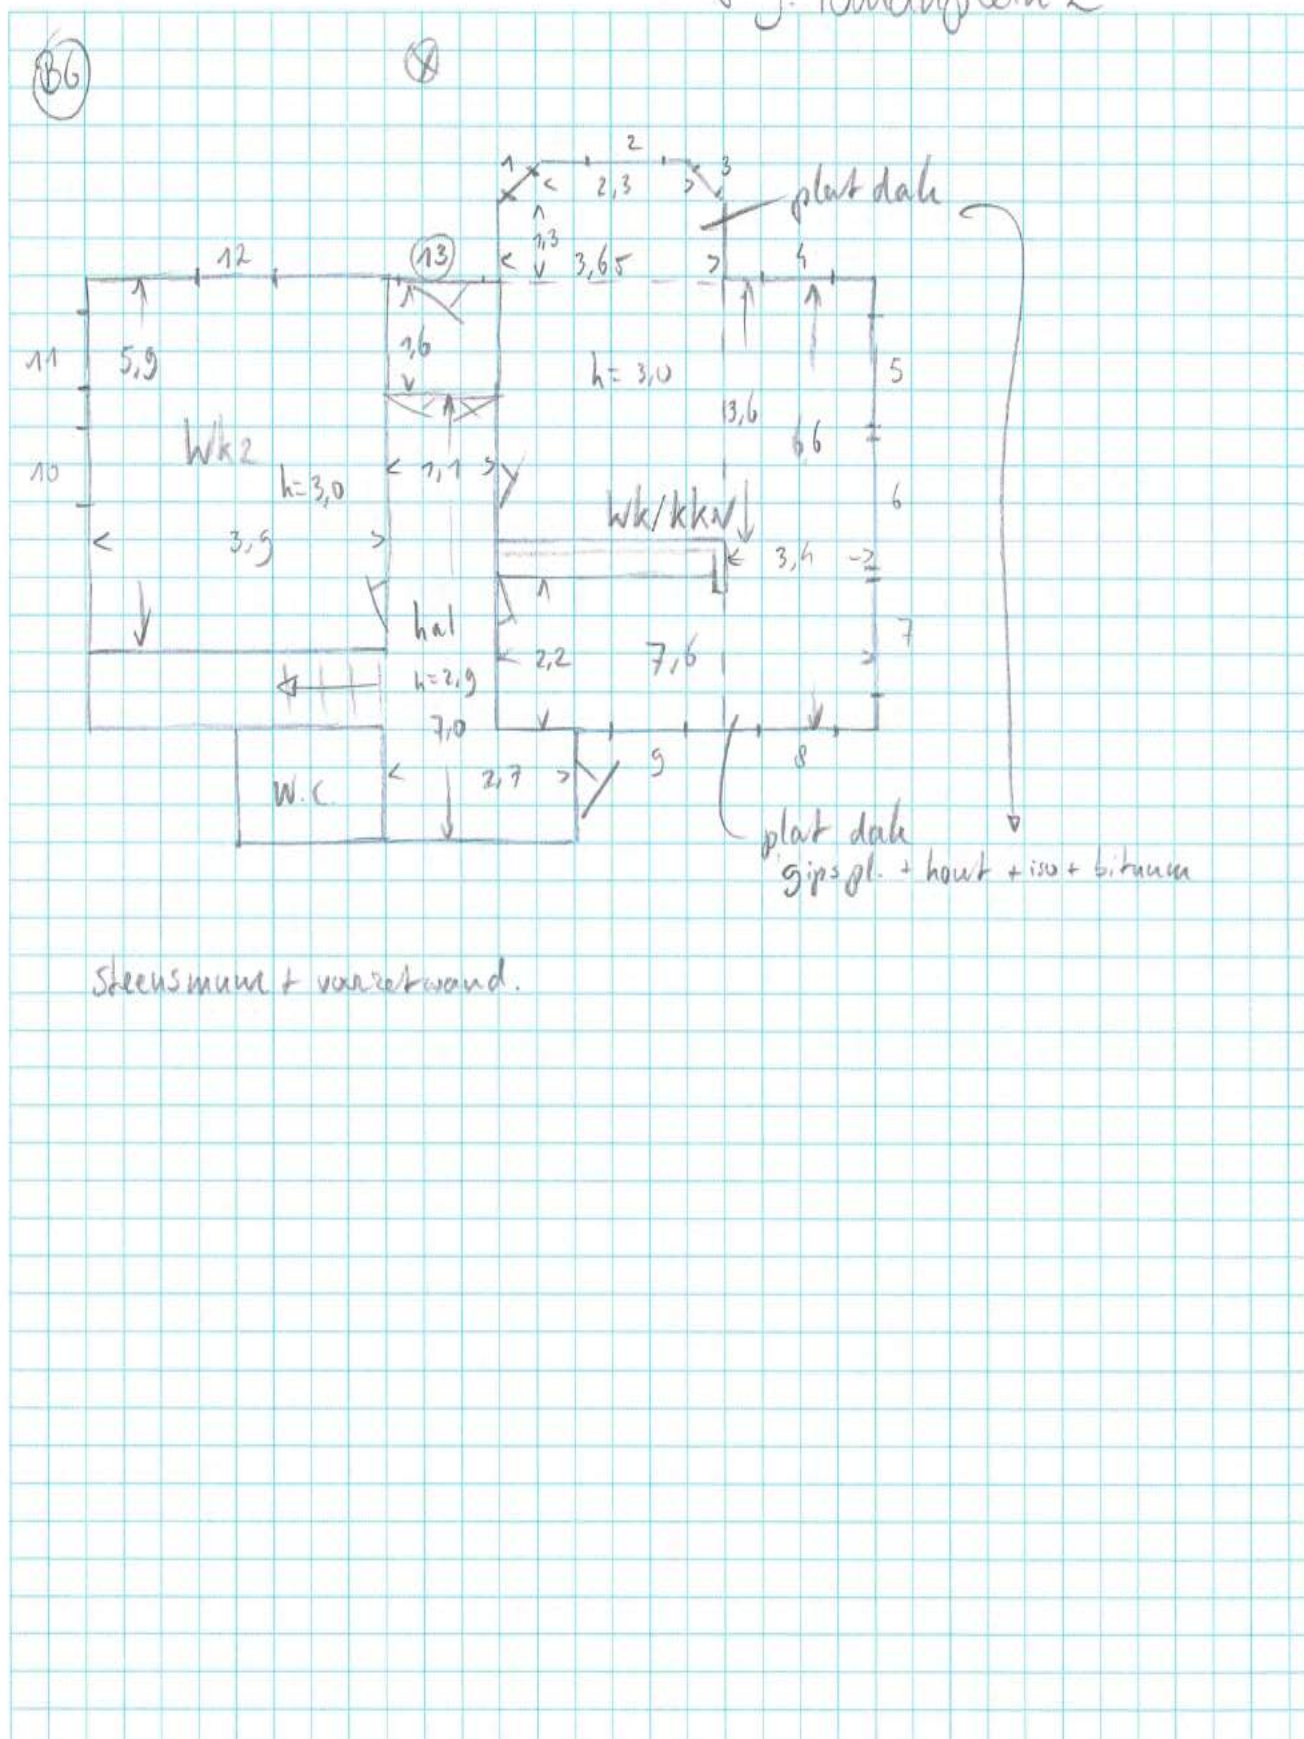 BG
X
1
2
3
2,3
plat dak
1,3
3,65
12
13
4
11
5,9
1,6
h= 3,0
5
3,6
6,6
Wk2
10
h=3,0
1,1
6
Wk/kkn
3,9
3,4
hal
7
2,2
7,6
h=2,9
7,0
9
8
W.C.
2,7
plat dak
gips pl. + hout + iso + bitumm
Steensmuur + voorzetwand.